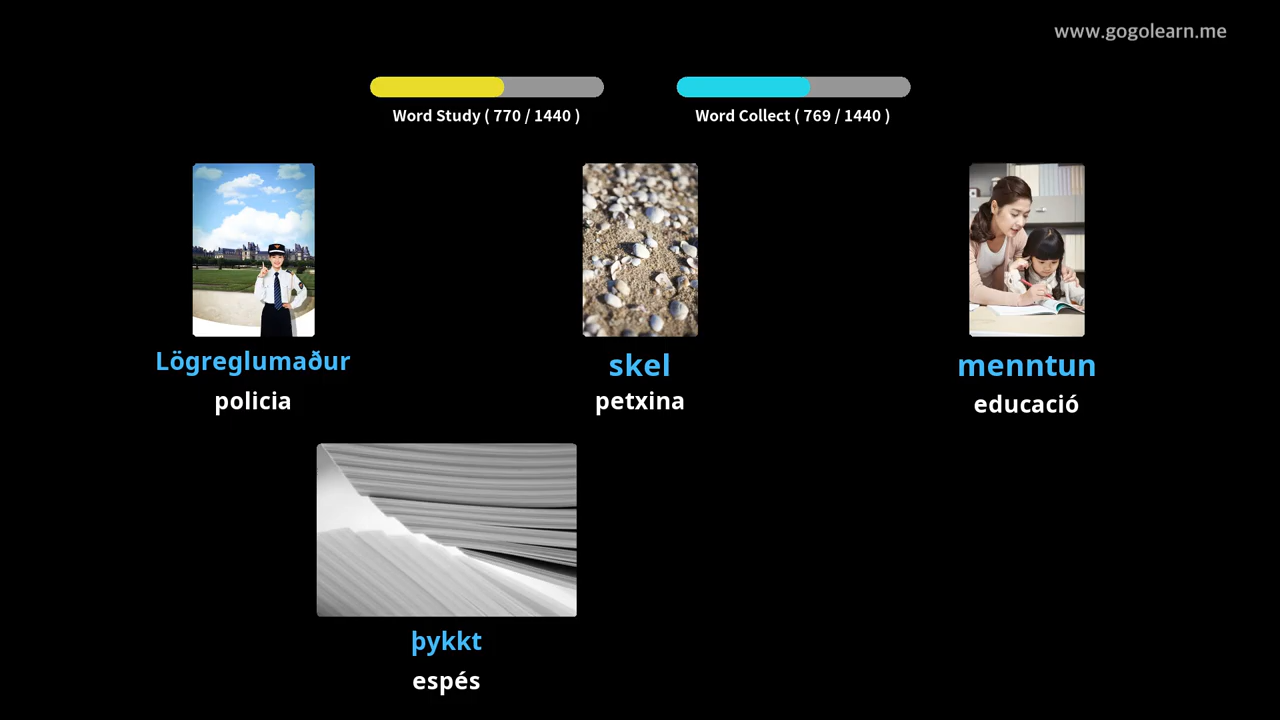 www.gogolearn.me
Word Study ( 770 / 1440 )
Word Collect ( 769 / 1440 )
Lögreglumaður
policia
skel
petxina
menntun
educació
þykkt
espés